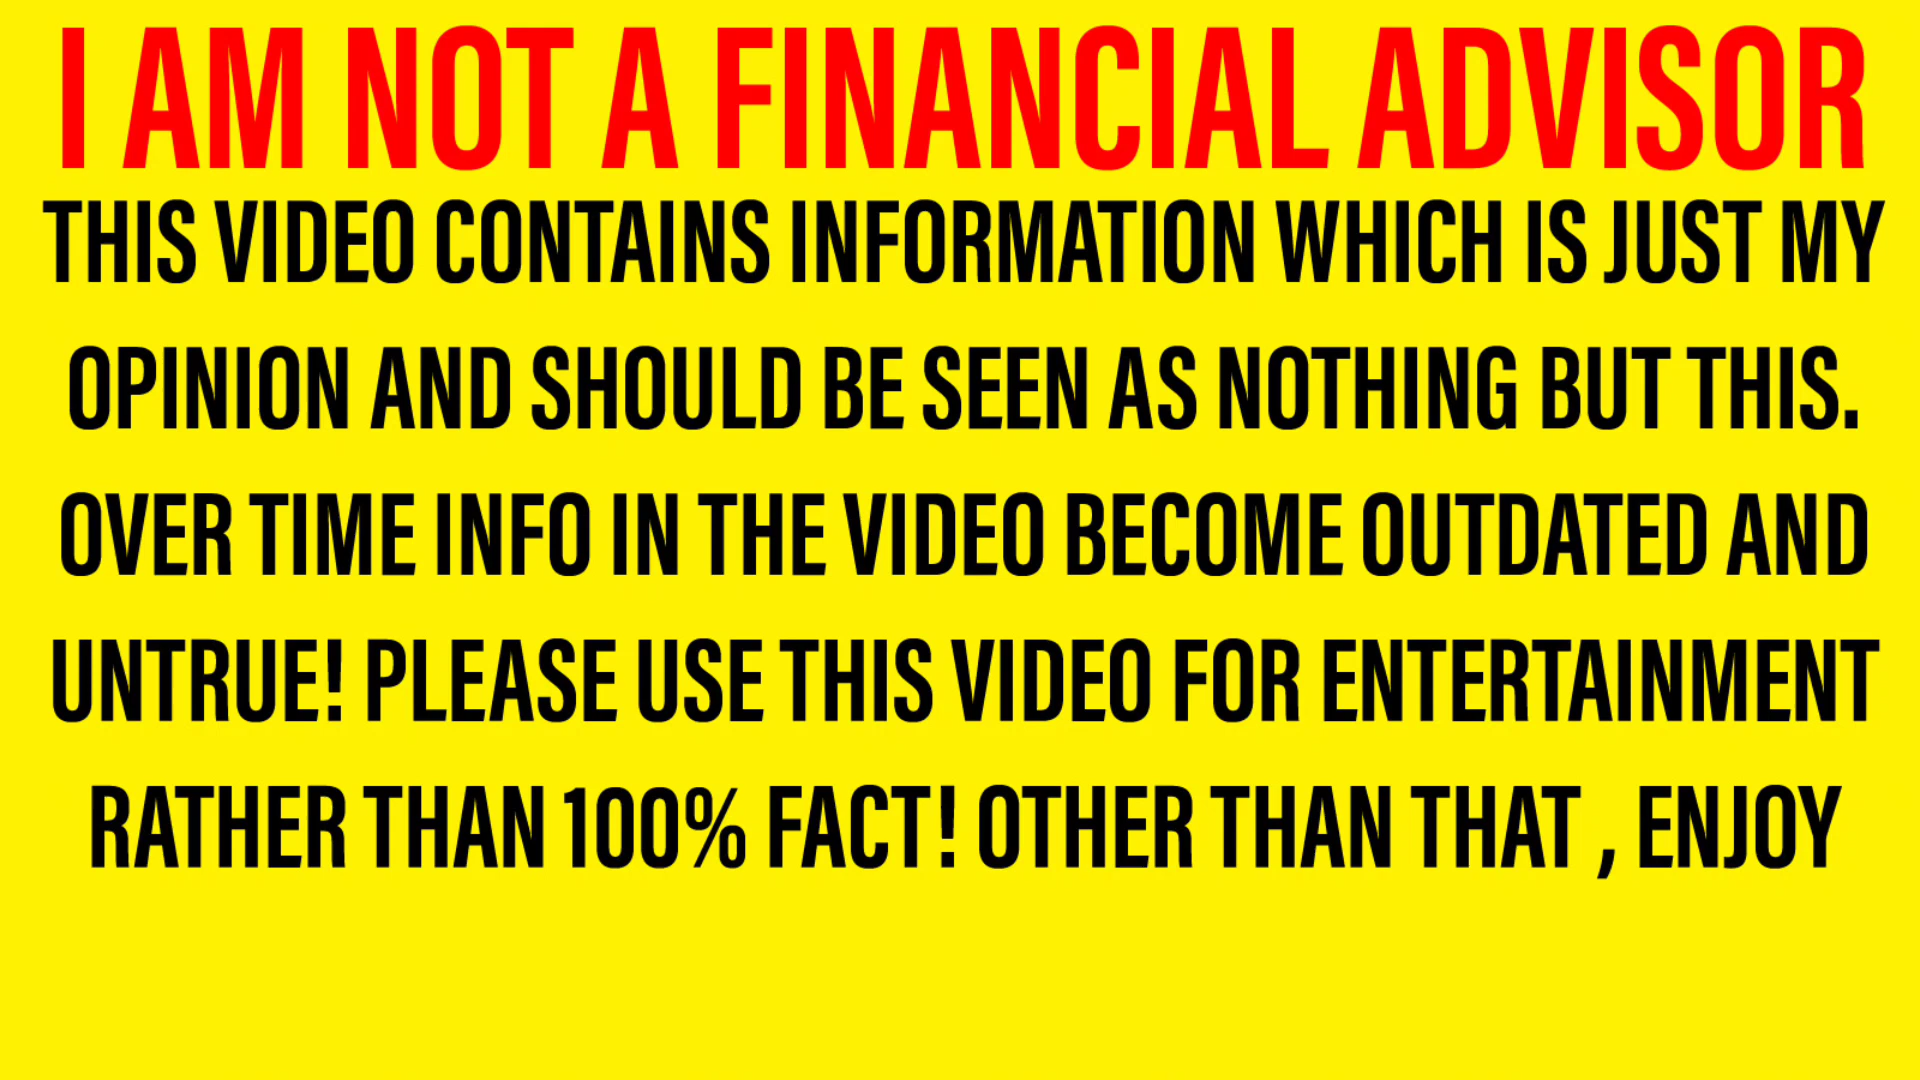 I AM NOT A FINANCIAL ADVISOR
THIS VIDEO CONTAINS INFORMATION WHICH IS JUST MY
OPINION AND SHOULD BE SEEN AS NOTHING BUT THIS.
OVER TIME INFO IN THE VIDEO BECOME OUTDATED AND
UNTRUE! PLEASE USE THIS VIDEO FOR ENTERTAINMENT
RATHER THAN 100% FACT! OTHER THAN THAT , ENJOY